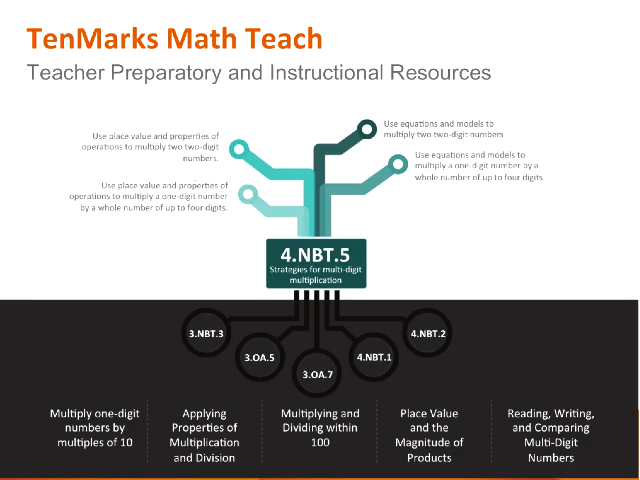 TenMarks Math Teach
Teacher Preparatory and Instructional Resources
Use place value and properties of
operations to multiply two two-digit
numbers.
Use equations and models to
multiply two two-digit numbers
Use equations and models to
multiply a one-digit number by a
whole number of up to four digits.
Use place value and properties of
operations to multiply a one-digit number
by a whole number of up to four digits.
4.NBT.5
Strategies for multi-digit
multiplication
3.NBT.3
3.OA.5
3.OA.7
4.NBT.1
4.NBT.2
Multiply one-digit
numbers by
multiples of 10
Applying
Properties of
Multiplication
and Division
Multiplying and
Dividing within
100
Place Value
and the
Magnitude of
Products
Reading, Writing,
and Comparing
Multi-Digit
Numbers